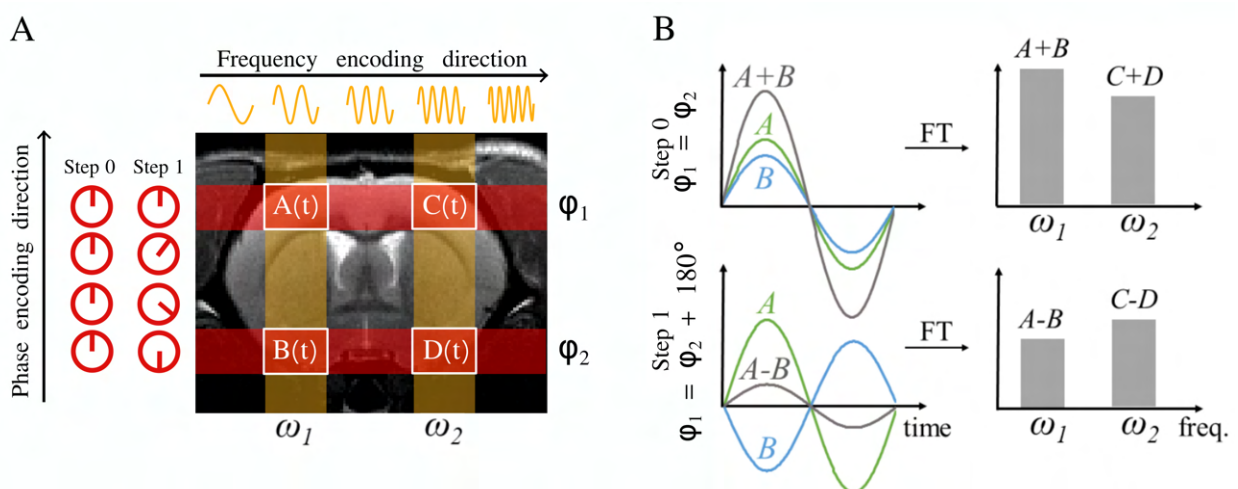 A
Frequency encoding direction
Phase encoding direction
Step 0 Step 1
A(t) C(t) φ₁
B(t) D(t) φ₂
ω₁ ω₂
B
Step 0
φ₁ = φ₂
A+B
A
B
FT
A+B
C+D
ω₁ ω₂
Step 1
φ₁ = φ₂ + 180°
A
A-B
B
time
FT
A-B
C-D
ω₁ ω₂ freq.